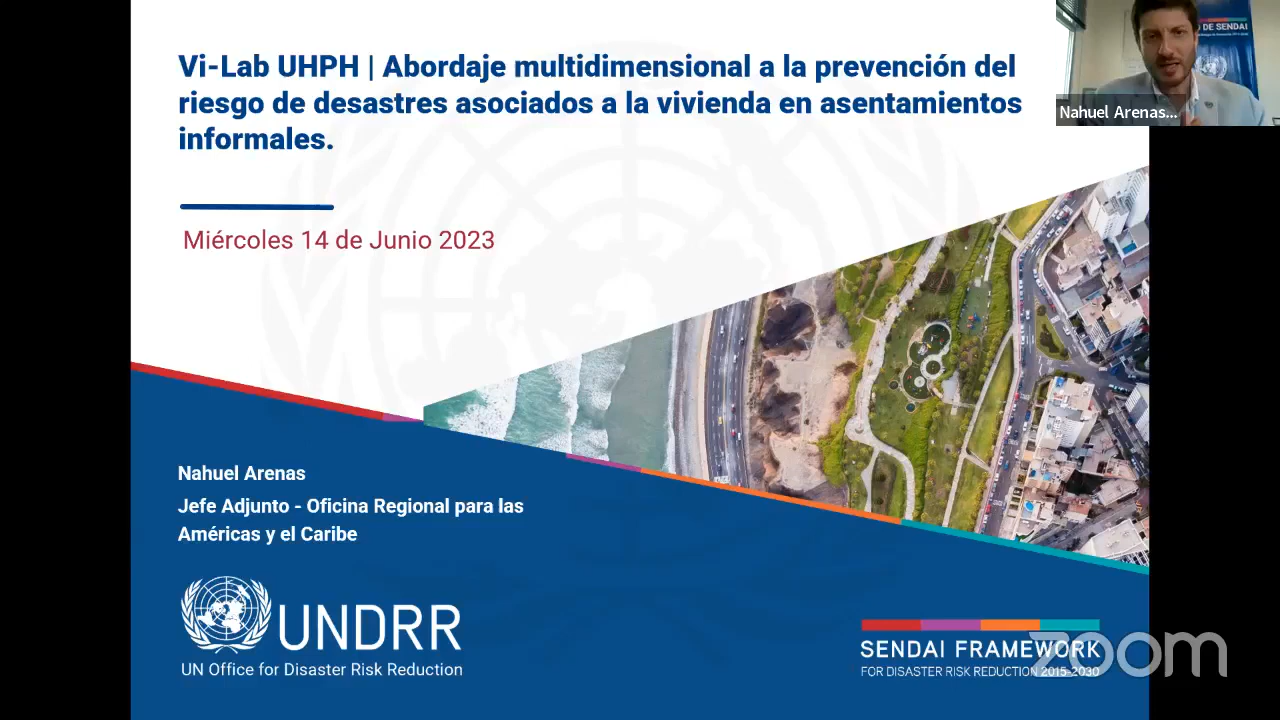 Vi-Lab UHPH | Abordaje multidimensional a la prevención del
riesgo de desastres asociados a la vivienda en asentamientos
informales.
Miércoles 14 de Junio 2023
DE SENDAI
Nahuel Arenas...
Nahuel Arenas
Jefe Adjunto - Oficina Regional para las
Américas y el Caribe
UNDRR
UN Office for Disaster Risk Reduction
SENDAI FRAMEWORK
FOR DISASTER RISK REDUCTION 2015-2030
zoom